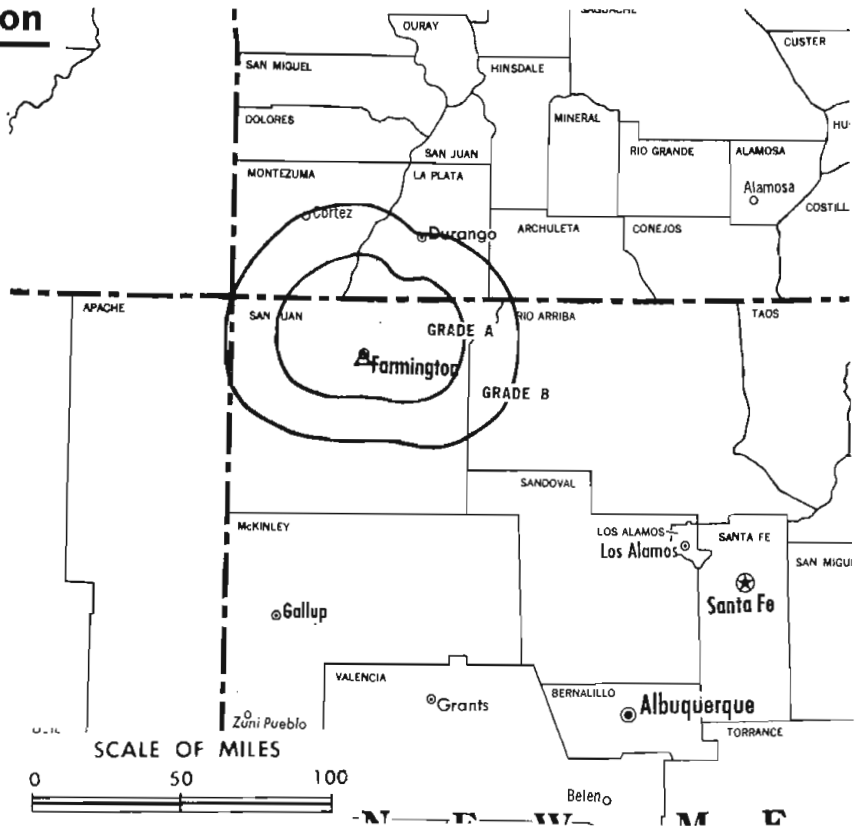 on
OURAY
SAGUACHE
CUSTER
SAN MIGUEL
HINSDALE
DOLORES
MINERAL
HU
SAN JUAN
RIO GRANDE
ALAMOSA
MONTEZUMA
LA PLATA
Alamosa
Cortez
COSTILL
Durango
ARCHULETA
CONEJOS
APACHE
SAN JUAN
RIO ARRIBA
TAOS
GRADE A
Farmington
GRADE B
SANDOVAL
McKINLEY
LOS ALAMOS
SANTA FE
Los Alamos
SAN MIGU
Gallup
Santa Fe
VALENCIA
BERNALILLO
Grants
Albuquerque
Zuni Pueblo
TORRANCE
SCALE OF MILES
0 50 100
Belen
N E W M E